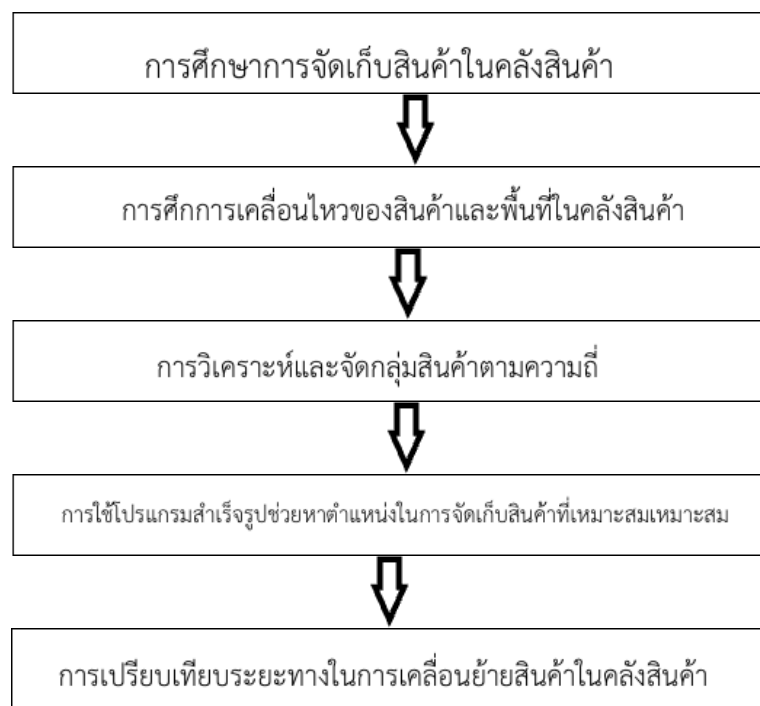 การศึกษาการจัดเก็บสินค้าในคลังสินค้า
การศึกการเคลื่อนไหวของสินค้าและพื้นที่ในคลังสินค้า
การวิเคราะห์และจัดกลุ่มสินค้าตามความถี่
การใช้โปรแกรมสำเร็จรูปช่วยหาตำแหน่งในการจัดเก็บสินค้าที่เหมาะสมเหมาะสม
การเปรียบเทียบระยะทางในการเคลื่อนย้ายสินค้าในคลังสินค้า